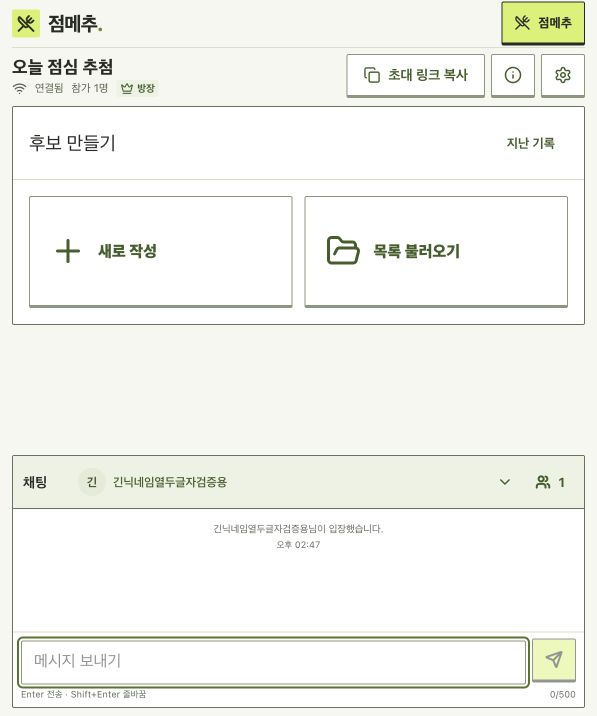 점메추.
점메추
오늘 점심 추첨
연결됨 참가 1명 방장
초대 링크 복사
후보 만들기
지난 기록
새로 작성
목록 불러오기
채팅
긴
긴닉네임열두글자검증용
1
긴닉네임열두글자검증용님이 입장했습니다.
오후 02:47
메시지 보내기
Enter 전송 · Shift+Enter 줄바꿈
0/500